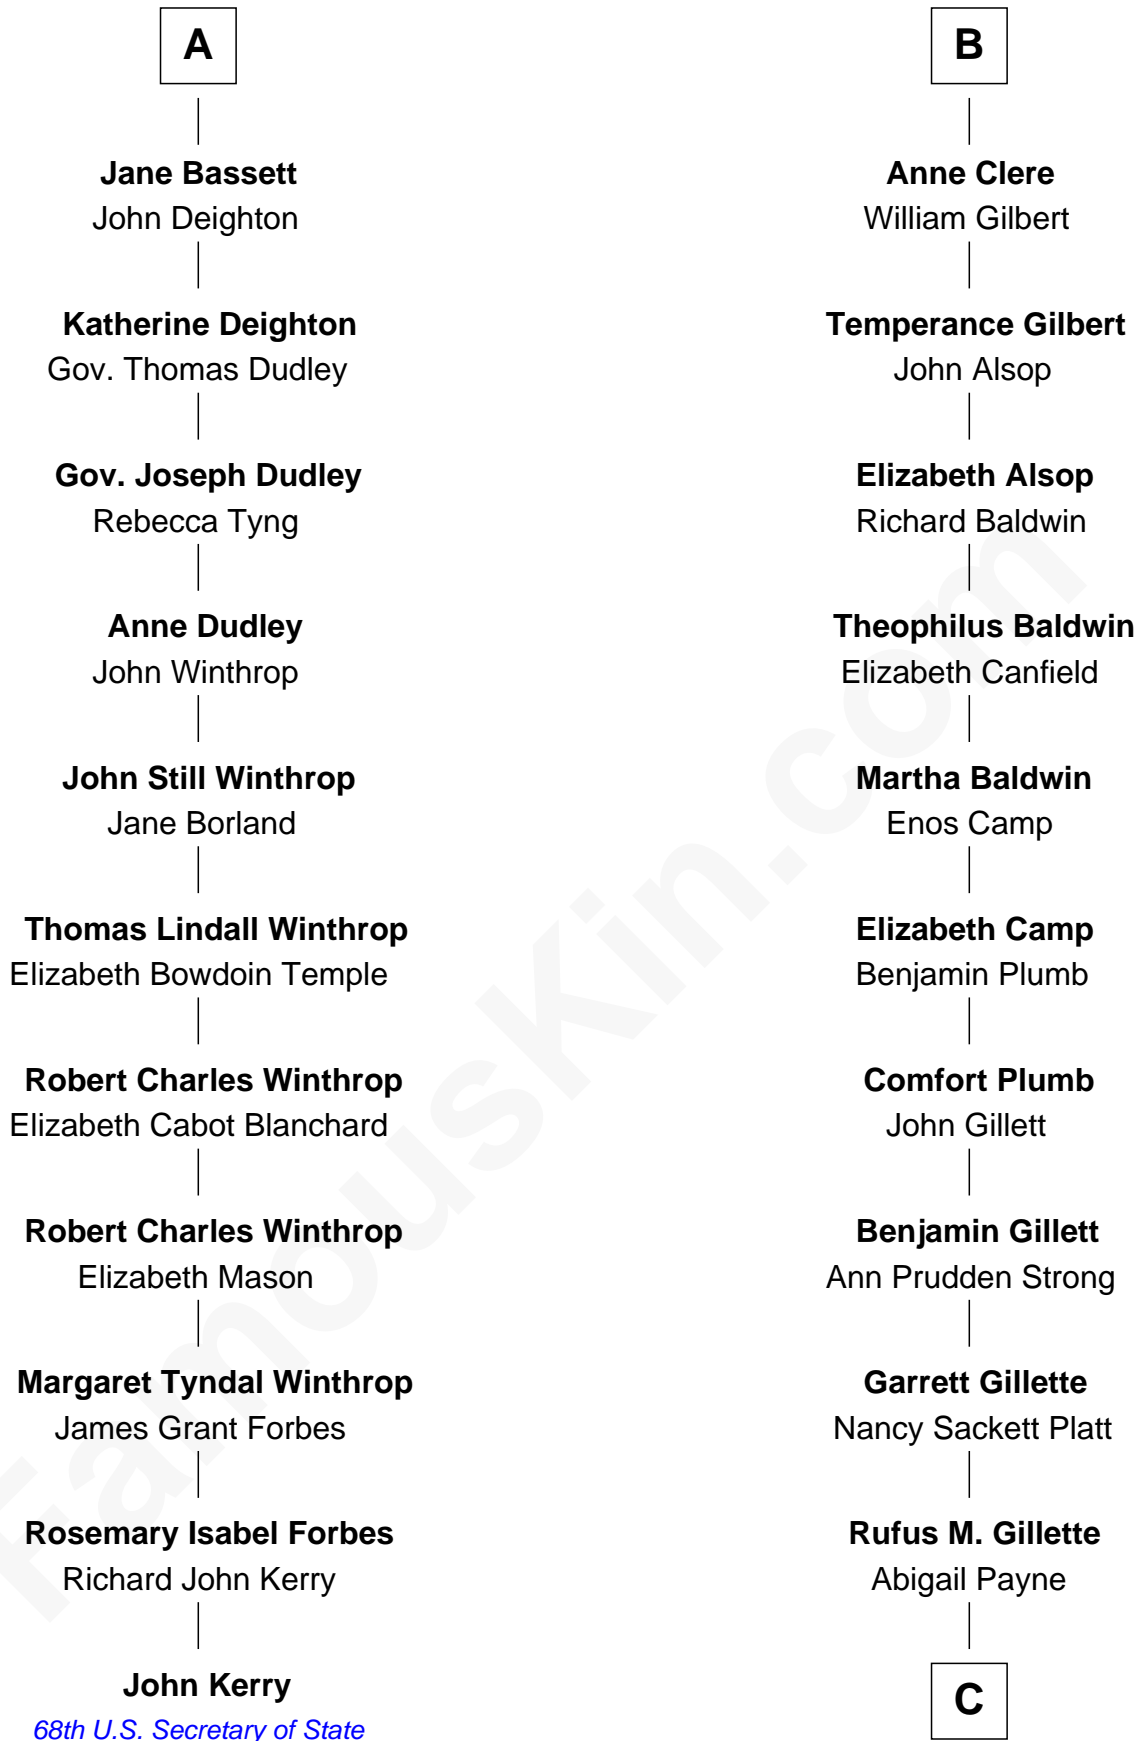 A
Jane Bassett
John Deighton
Katherine Deighton
Gov. Thomas Dudley
Gov. Joseph Dudley
Rebecca Tyng
Anne Dudley
John Winthrop
John Still Winthrop
Jane Borland
Thomas Lindall Winthrop
Elizabeth Bowdoin Temple
Robert Charles Winthrop
Elizabeth Cabot Blanchard
Robert Charles Winthrop
Elizabeth Mason
Margaret Tyndal Winthrop
James Grant Forbes
Rosemary Isabel Forbes
Richard John Kerry
John Kerry
68th U.S. Secretary of State
B
Anne Clere
William Gilbert
Temperance Gilbert
John Alsop
Elizabeth Alsop
Richard Baldwin
Theophilus Baldwin
Elizabeth Canfield
Martha Baldwin
Enos Camp
Elizabeth Camp
Benjamin Plumb
Comfort Plumb
John Gillett
Benjamin Gillett
Ann Prudden Strong
Garrett Gillette
Nancy Sackett Platt
Rufus M. Gillette
Abigail Payne
C
FamousKin.com